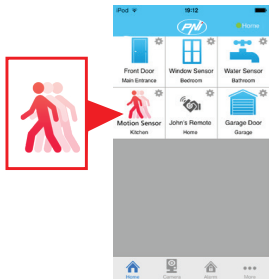 iPod 19:12
PNI
Home
Front Door Window Sensor Water Sensor
Main Entrance Bedroom Bathroom
Motion Sensor John's Remote Garage Door
Kitchen Home Garage
Home Camera Alarm More